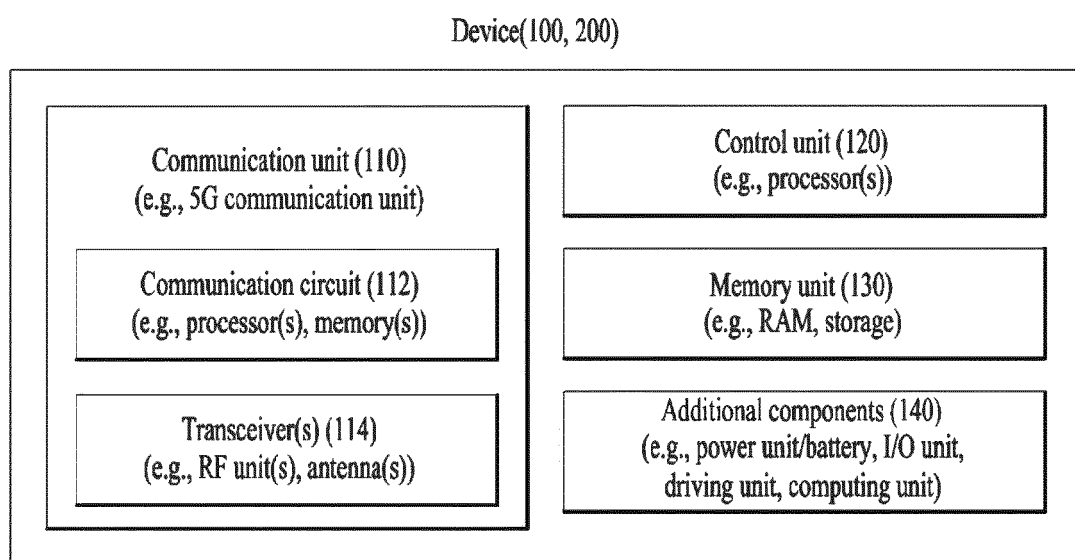 Device(100, 200)
Communication unit (110)
(e.g., 5G communication unit)
Communication circuit (112)
(e.g., processor(s), memory(s))
Transceiver(s) (114)
(e.g., RF unit(s), antenna(s))
Control unit (120)
(e.g., processor(s))
Memory unit (130)
(e.g., RAM, storage)
Additional components (140)
(e.g., power unit/battery, I/O unit,
driving unit, computing unit)